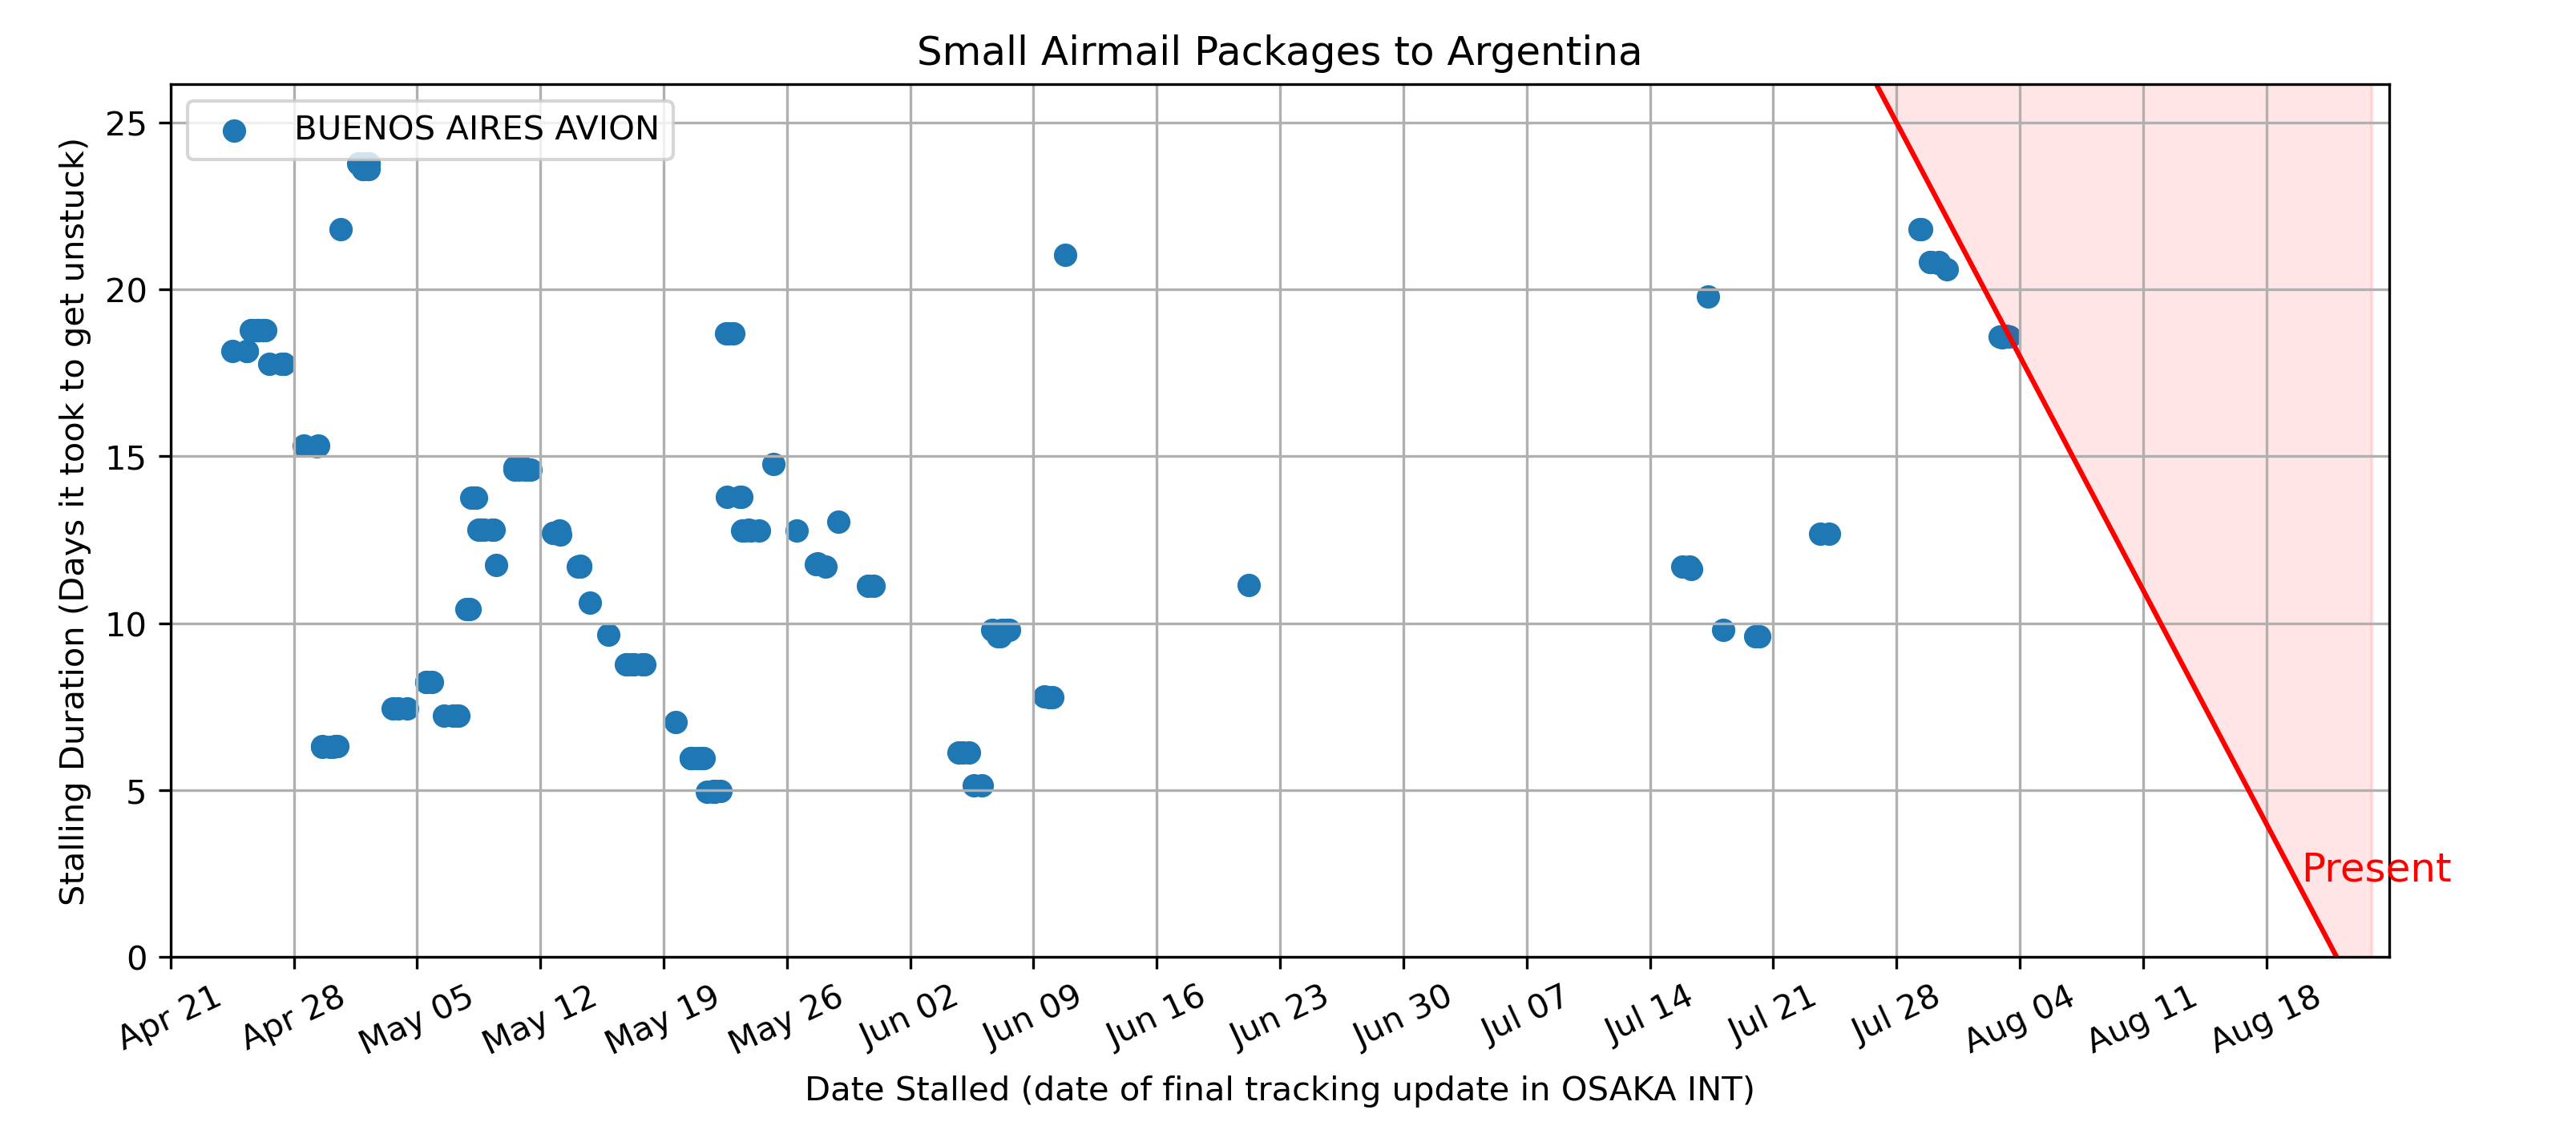 Small Airmail Packages to Argentina
BUENOS AIRES AVION
Stalling Duration (Days it took to get unstuck)
25
20
15
10
5
0
Apr 21
Apr 28
May 05
May 12
May 19
May 26
Jun 02
Jun 09
Jun 16
Jun 23
Jun 30
Jul 07
Jul 14
Jul 21
Jul 28
Aug 04
Aug 11
Aug 18
Present
Date Stalled (date of final tracking update in OSAKA INT)